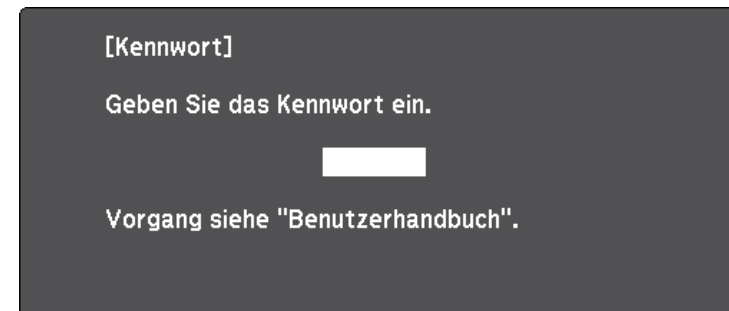 [Kennwort]
Geben Sie das Kennwort ein.
Vorgang siehe "Benutzerhandbuch".